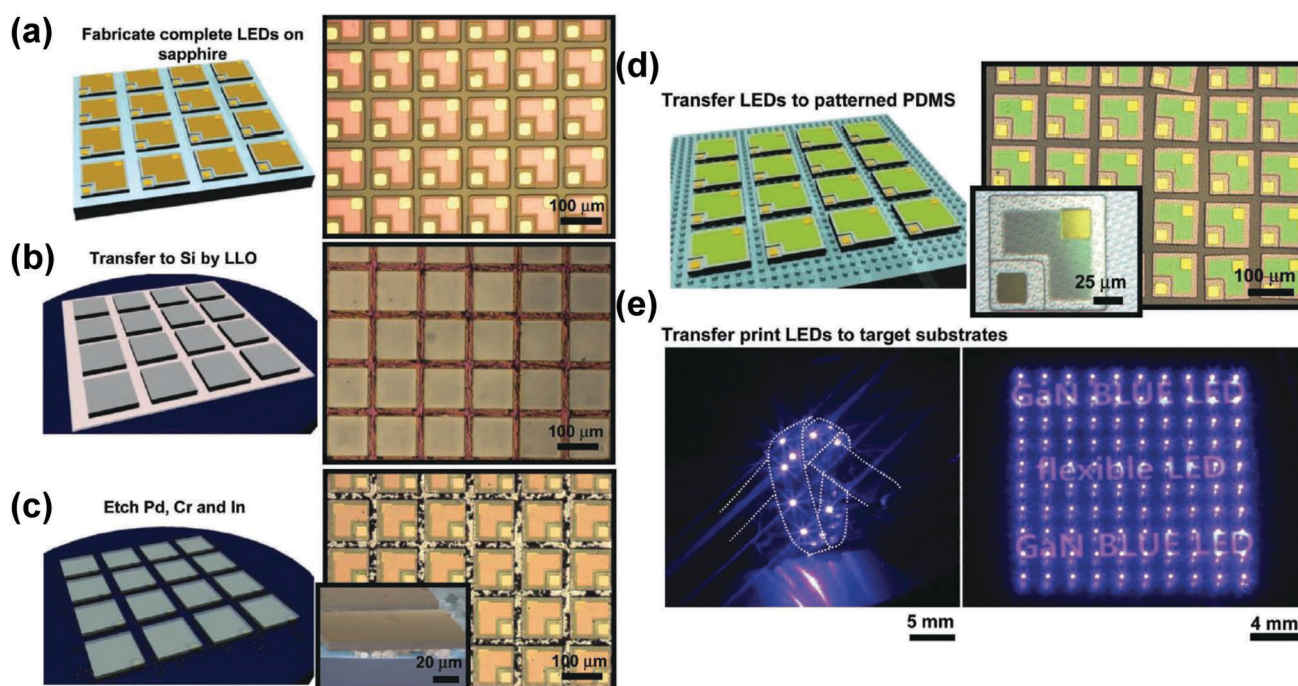 (a)
Fabricate complete LEDs on
sapphire
100 μm
(b)
Transfer to Si by LLO
100 μm
(c)
Etch Pd, Cr and In
20 μm
100 μm
(d)
Transfer LEDs to patterned PDMS
25 μm
100 μm
(e)
Transfer print LEDs to target substrates
5 mm
GaN BLUE LED
flexible LED
GaN BLUE LED
4 mm